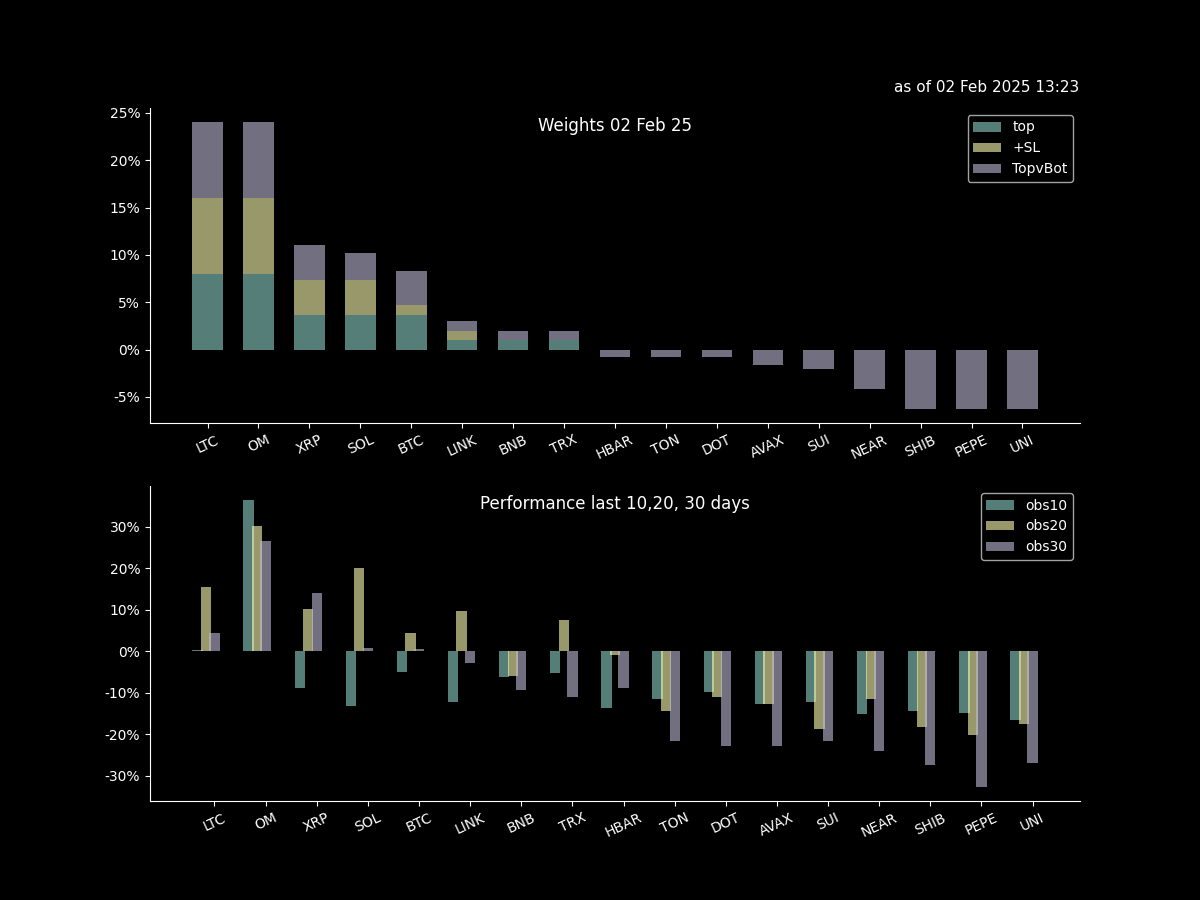 as of 02 Feb 2025 13:23
Weights 02 Feb 25
25%
20%
15%
10%
5%
0%
-5%
top
+SL
TopvBot
LTC OM XRP SOL BTC LINK BNB TRX HBAR TON DOT AVAX SUI NEAR SHIB PEPE UNI
Performance last 10,20, 30 days
30%
20%
10%
0%
-10%
-20%
-30%
obs10
obs20
obs30
LTC OM XRP SOL BTC LINK BNB TRX HBAR TON DOT AVAX SUI NEAR SHIB PEPE UNI